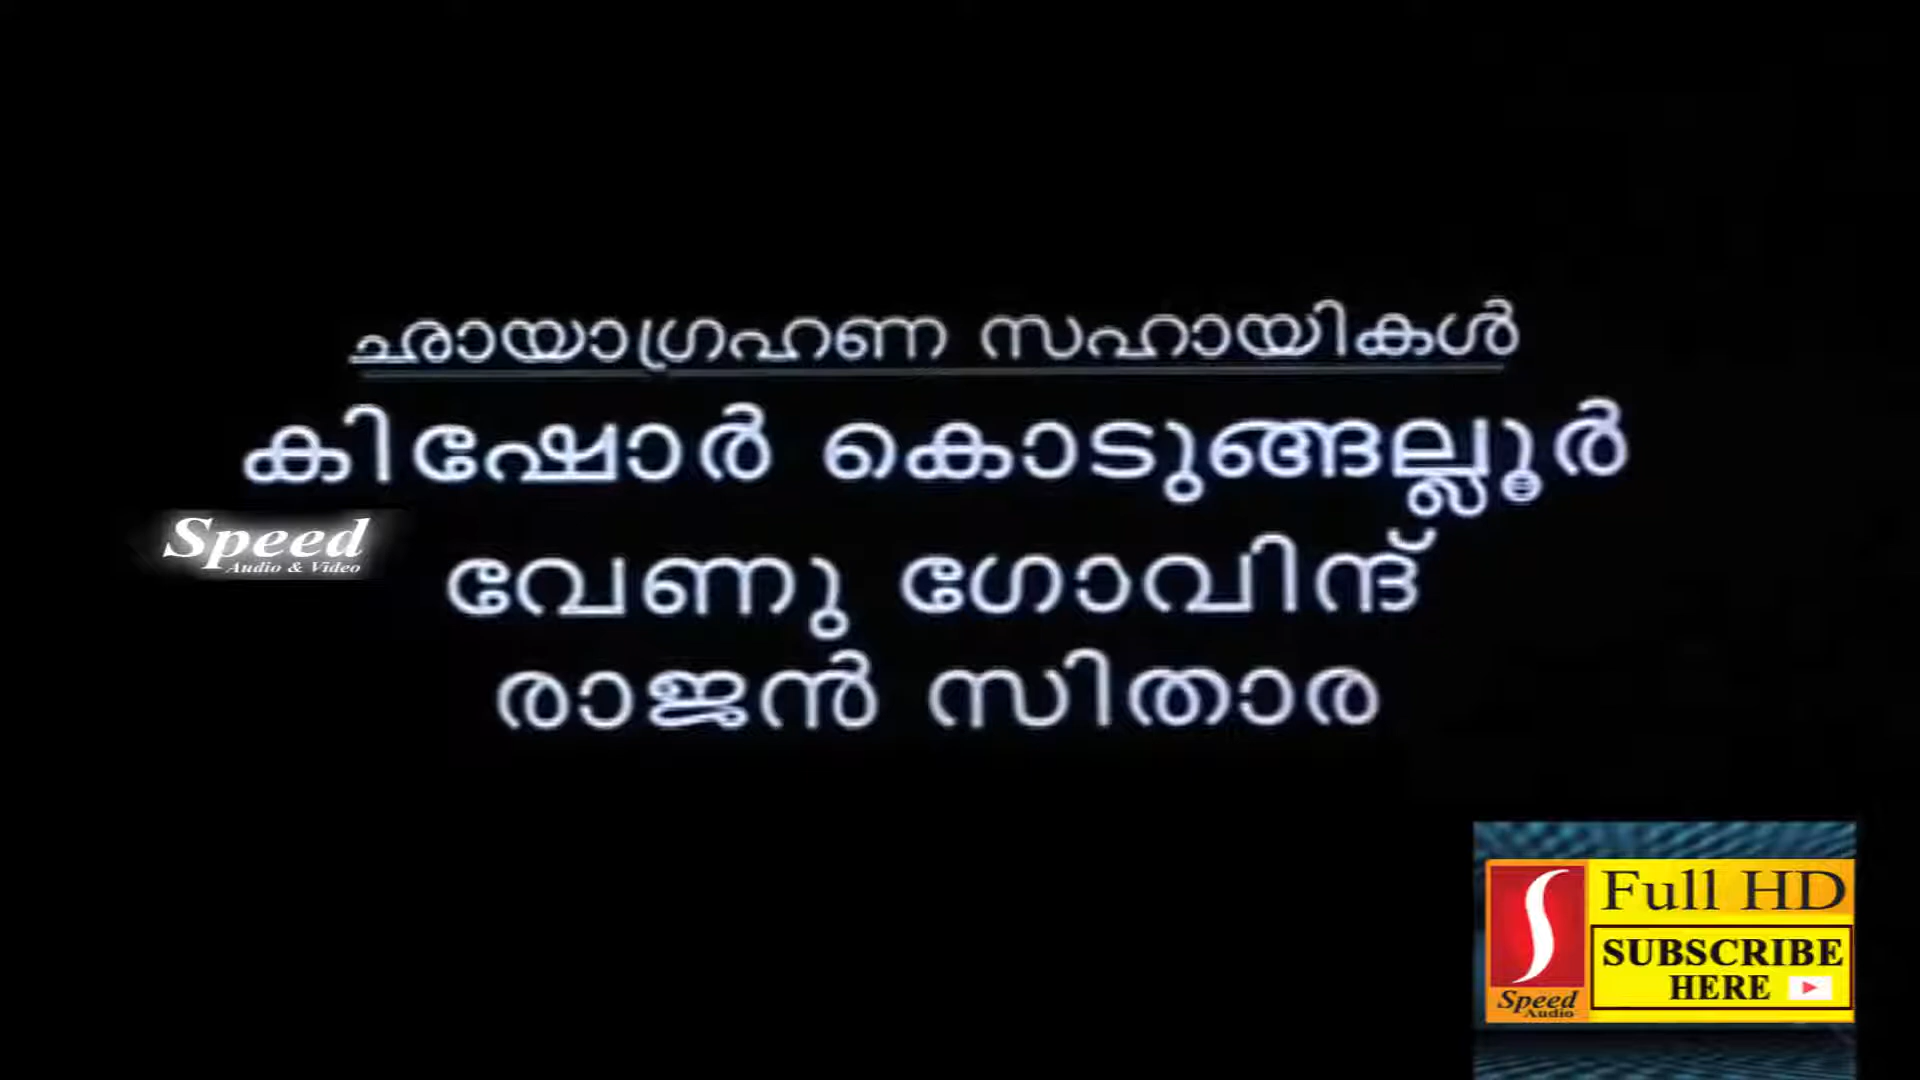 ഛായാഗ്രഹണ സഹായികൾ
കിഷോർ കൊടുങ്ങല്ലൂർ
Speed
Audio & Video
വേണു ഗോവിന്ദ്
രാജൻ സിതാര
Full HD
SUBSCRIBE
HERE
Speed
Audio